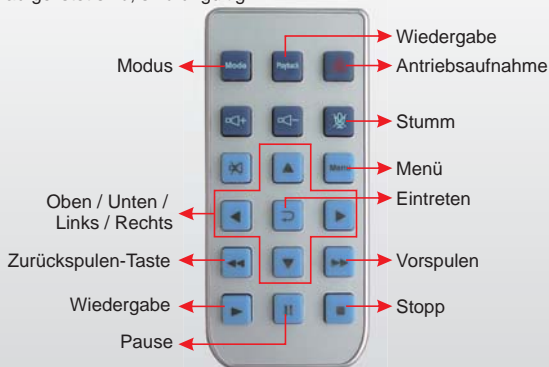 Wiedergabe
Modus
Antriebsaufnahme
Mode
Playback
Stumm
Menü
Menu
Eintreten
Oben / Unten /
Links / Rechts
Zurückspulen-Taste
Vorspulen
Wiedergabe
Stopp
Pause